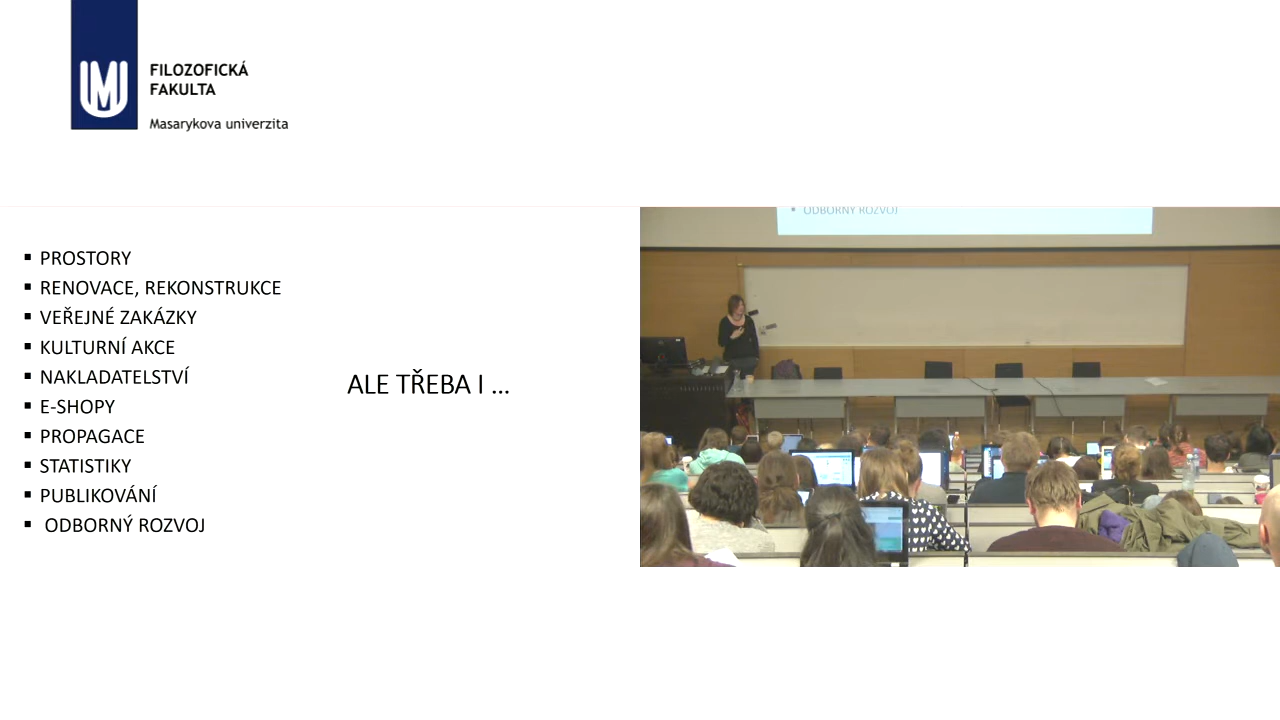 FILOZOFICKÁ
FAKULTA
Masarykova univerzita
▪ PROSTORY
▪ RENOVACE, REKONSTRUKCE
▪ VEŘEJNÉ ZAKÁZKY
▪ KULTURNÍ AKCE
▪ NAKLADATELSTVÍ
▪ E-SHOPY
▪ PROPAGACE
▪ STATISTIKY
▪ PUBLIKOVÁNÍ
▪ ODBORNÝ ROZVOJ
ALE TŘEBA I ...
▪ ODBORNÝ ROZVOJ